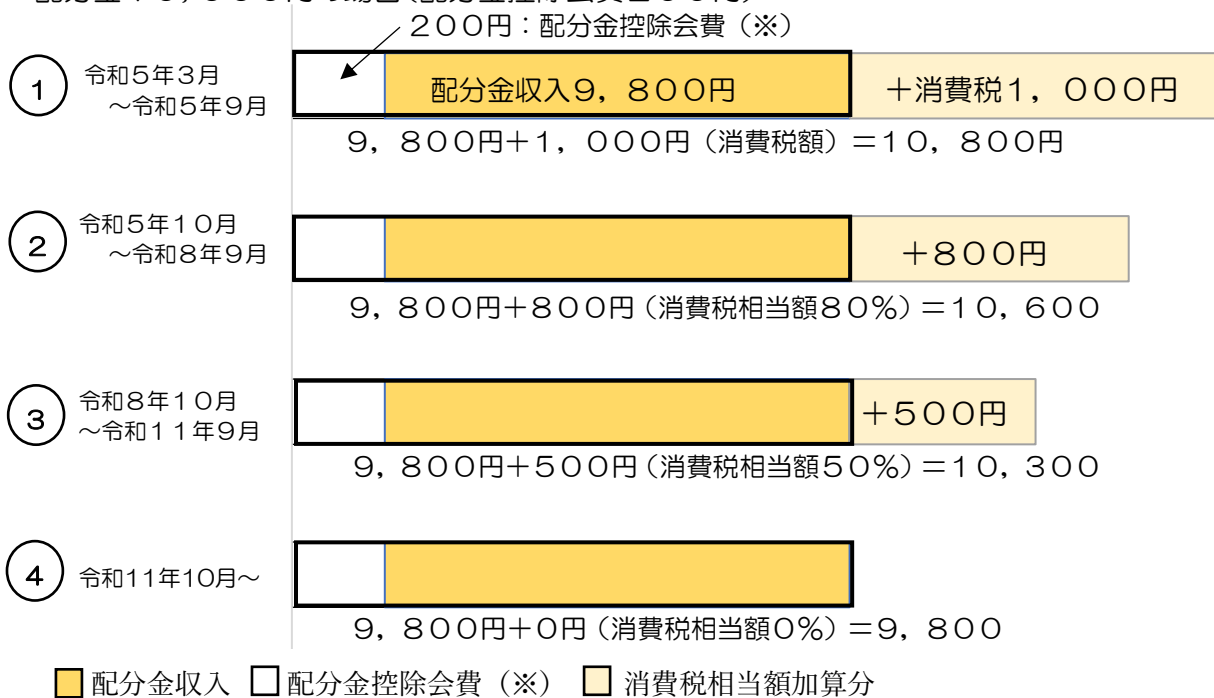 ２００円：配分金控除会費（※）
① 令和５年３月
～令和５年９月
配分金収入９，８００円
＋消費税１，０００円
９，８００円＋１，０００円（消費税額）＝１０，８００円
② 令和５年１０月
～令和８年９月
＋８００円
９，８００円＋８００円（消費税相当額８０％）＝１０，６００
③ 令和８年１０月
～令和１１年９月
＋５００円
９，８００円＋５００円（消費税相当額５０％）＝１０，３００
④ 令和11年10月～
９，８００円＋０円（消費税相当額０％）＝９，８００
配分金収入 配分金控除会費（※） 消費税相当額加算分